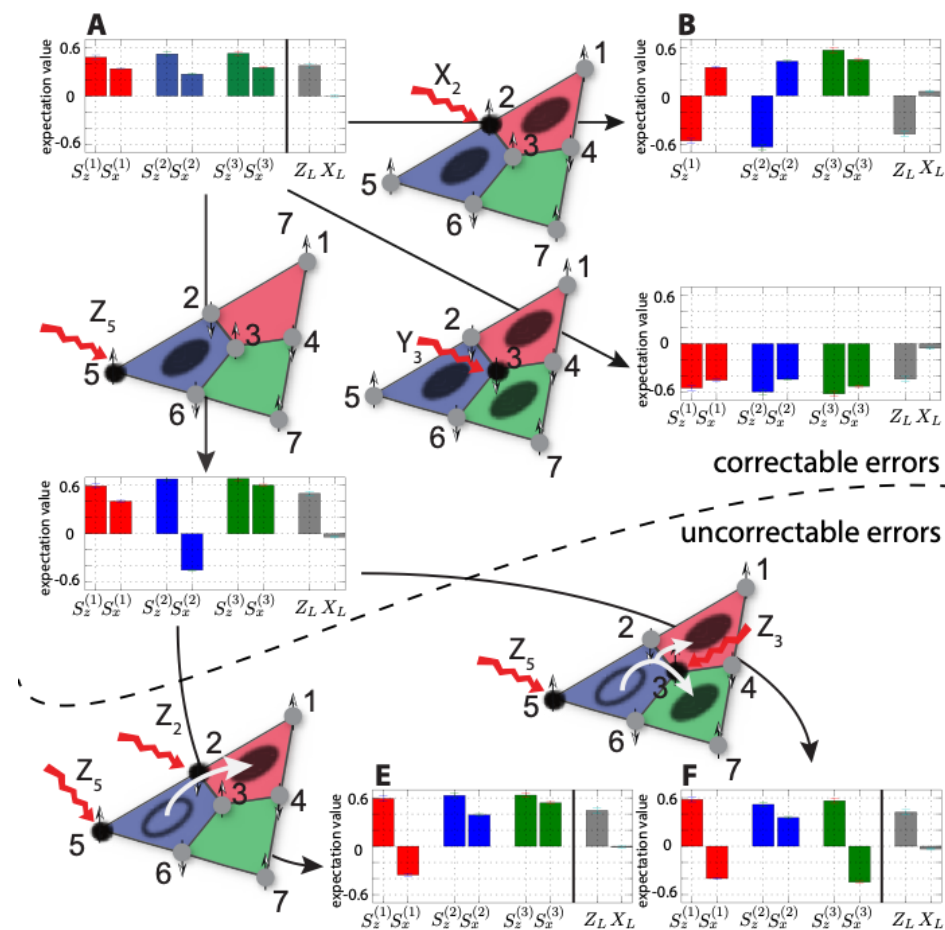 A
expectation value
0.6
0
-0.6
S_z^(1) S_x^(1) S_z^(2) S_x^(2) S_z^(3) S_x^(3) Z_L X_L
X_2
1
2
3
4
5
6
7
B
expectation value
0.6
0
-0.6
S_z^(1) S_z^(2) S_x^(2) S_z^(3) S_x^(3) Z_L X_L
Z_5
7
1
2
3
4
5
6
7
Y_3
1
2
3
4
5
6
7
expectation value
0.6
0
-0.6
S_z^(1) S_x^(1) S_z^(2) S_x^(2) S_z^(3) S_x^(3) Z_L X_L
correctable errors
uncorrectable errors
expectation value
0.6
0
-0.6
S_z^(1) S_x^(1) S_z^(2) S_x^(2) S_z^(3) S_x^(3) Z_L X_L
Z_5
Z_3
1
2
3
4
5
6
7
Z_5
Z_2
1
2
3
4
5
6
7
E
expectation value
0.6
0
-0.6
S_z^(1) S_x^(1) S_z^(2) S_x^(2) S_z^(3) S_x^(3) Z_L X_L
F
expectation value
0.6
0
-0.6
S_z^(1) S_x^(1) S_z^(2) S_x^(2) S_z^(3) S_x^(3) Z_L X_L